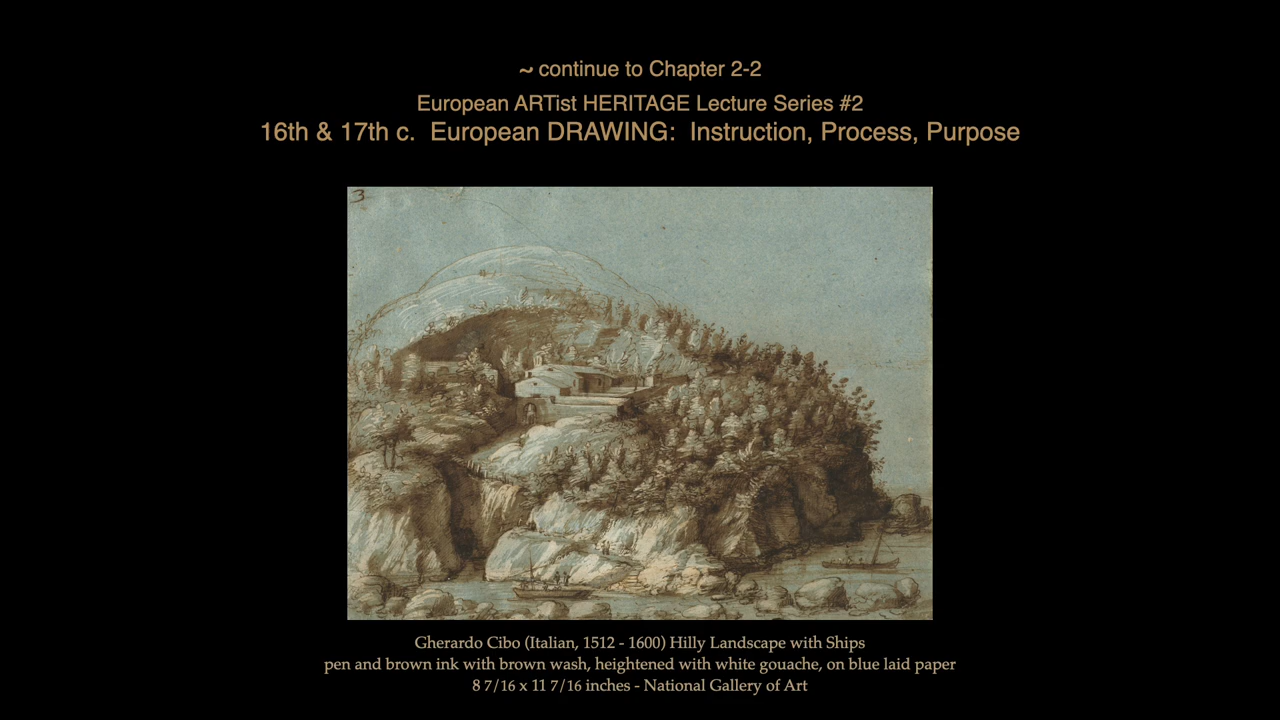 ~ continue to Chapter 2-2
European ARTist HERITAGE Lecture Series #2
16th & 17th c.  European DRAWING:  Instruction, Process, Purpose
3
Gherardo Cibo (Italian, 1512 - 1600) Hilly Landscape with Ships
pen and brown ink with brown wash, heightened with white gouache, on blue laid paper
8 7/16 x 11 7/16 inches - National Gallery of Art